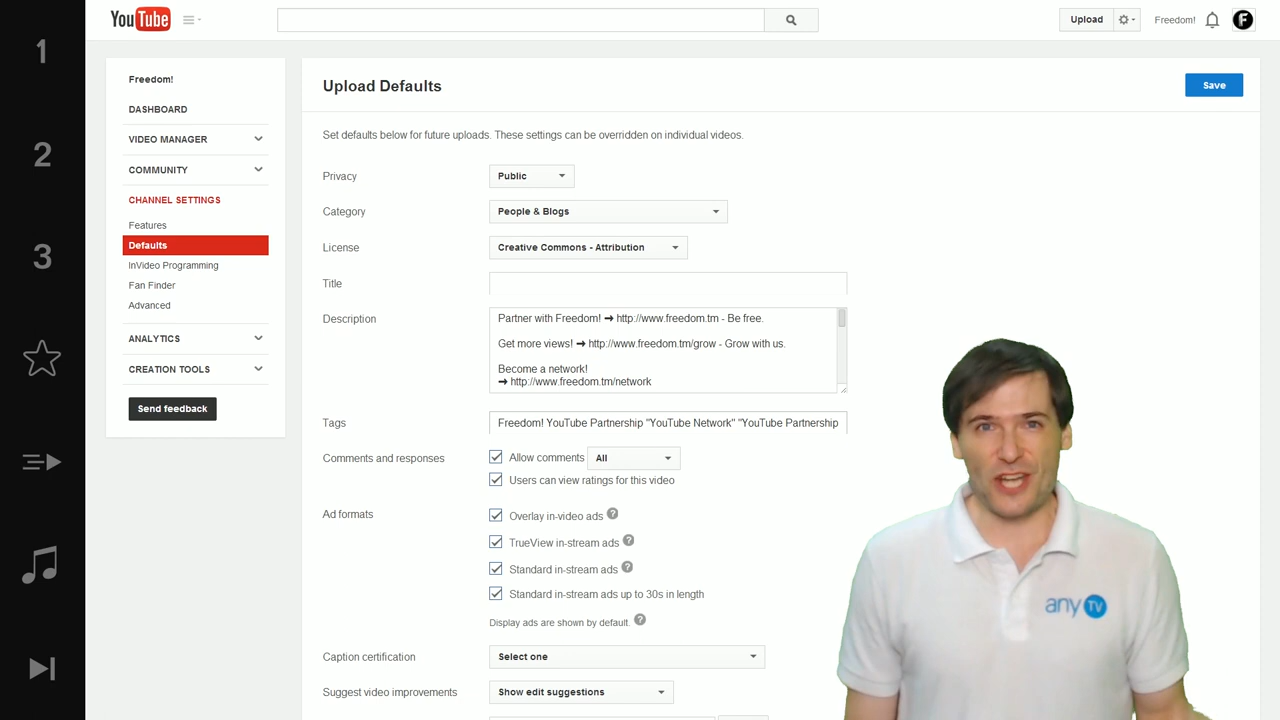 1
2
3
YouTube
Upload
Freedom!
F
Freedom!
DASHBOARD
VIDEO MANAGER
COMMUNITY
CHANNEL SETTINGS
Features
Defaults
InVideo Programming
Fan Finder
Advanced
ANALYTICS
CREATION TOOLS
Send feedback
Upload Defaults
Save
Set defaults below for future uploads. These settings can be overridden on individual videos.
Privacy
Public
Category
People & Blogs
License
Creative Commons - Attribution
Title
Description
Partner with Freedom! ➞ http://www.freedom.tm - Be free.
Get more views! ➞ http://www.freedom.tm/grow - Grow with us.
Become a network!
➞ http://www.freedom.tm/network
Tags
Freedom! YouTube Partnership "YouTube Network" "YouTube Partnership
Comments and responses
Allow comments
All
Users can view ratings for this video
Ad formats
Overlay in-video ads ?
TrueView in-stream ads ?
Standard in-stream ads ?
Standard in-stream ads up to 30s in length
Display ads are shown by default. ?
Caption certification
Select one
Suggest video improvements
Show edit suggestions
any TV